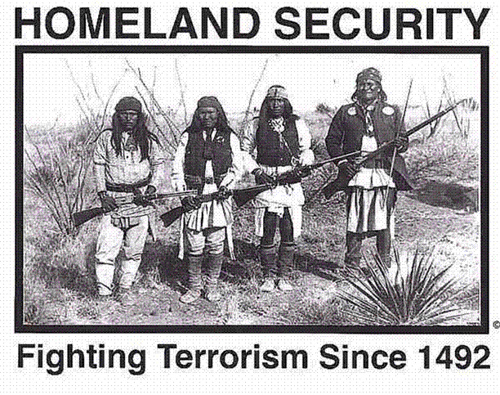 HOMELAND SECURITY
©
Fighting Terrorism Since 1492